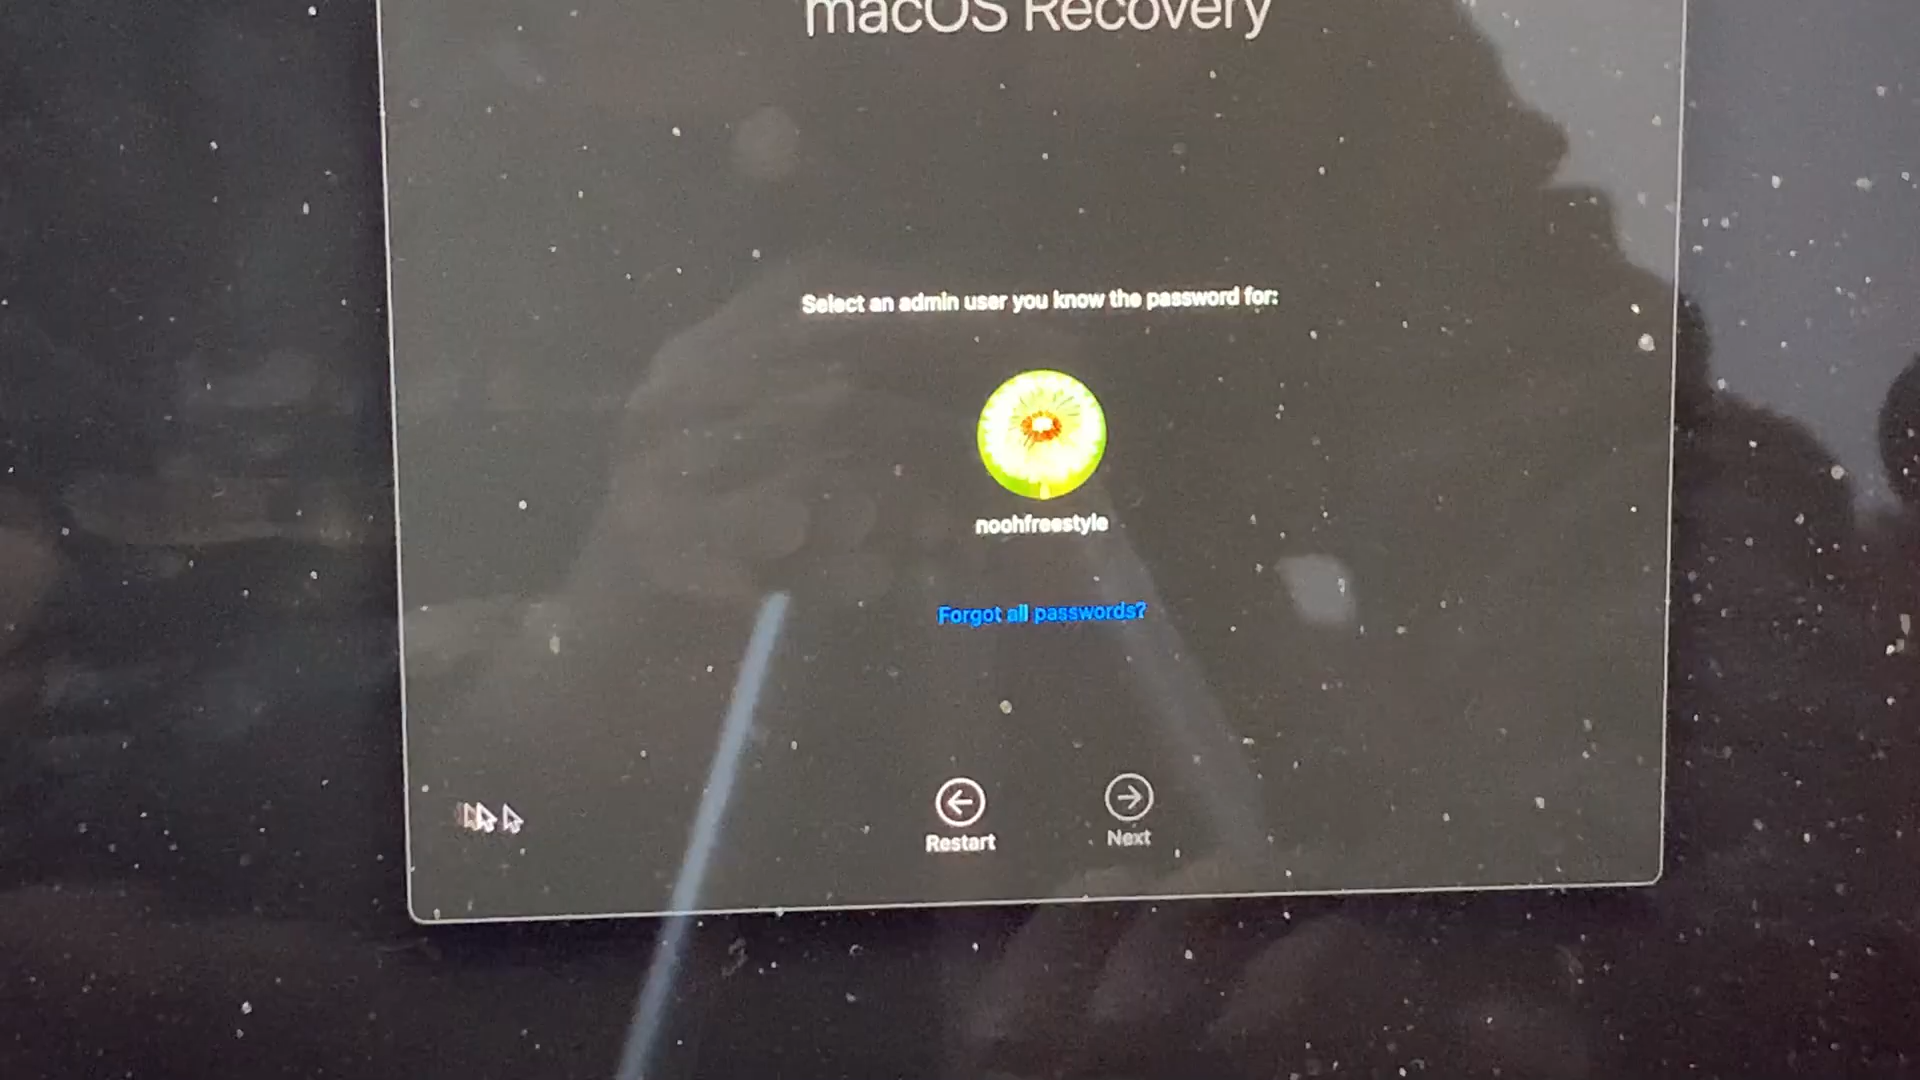 macOS Recovery
Select an admin user you know the password for:
noohfreestyle
Forgot all passwords?
Restart
Next